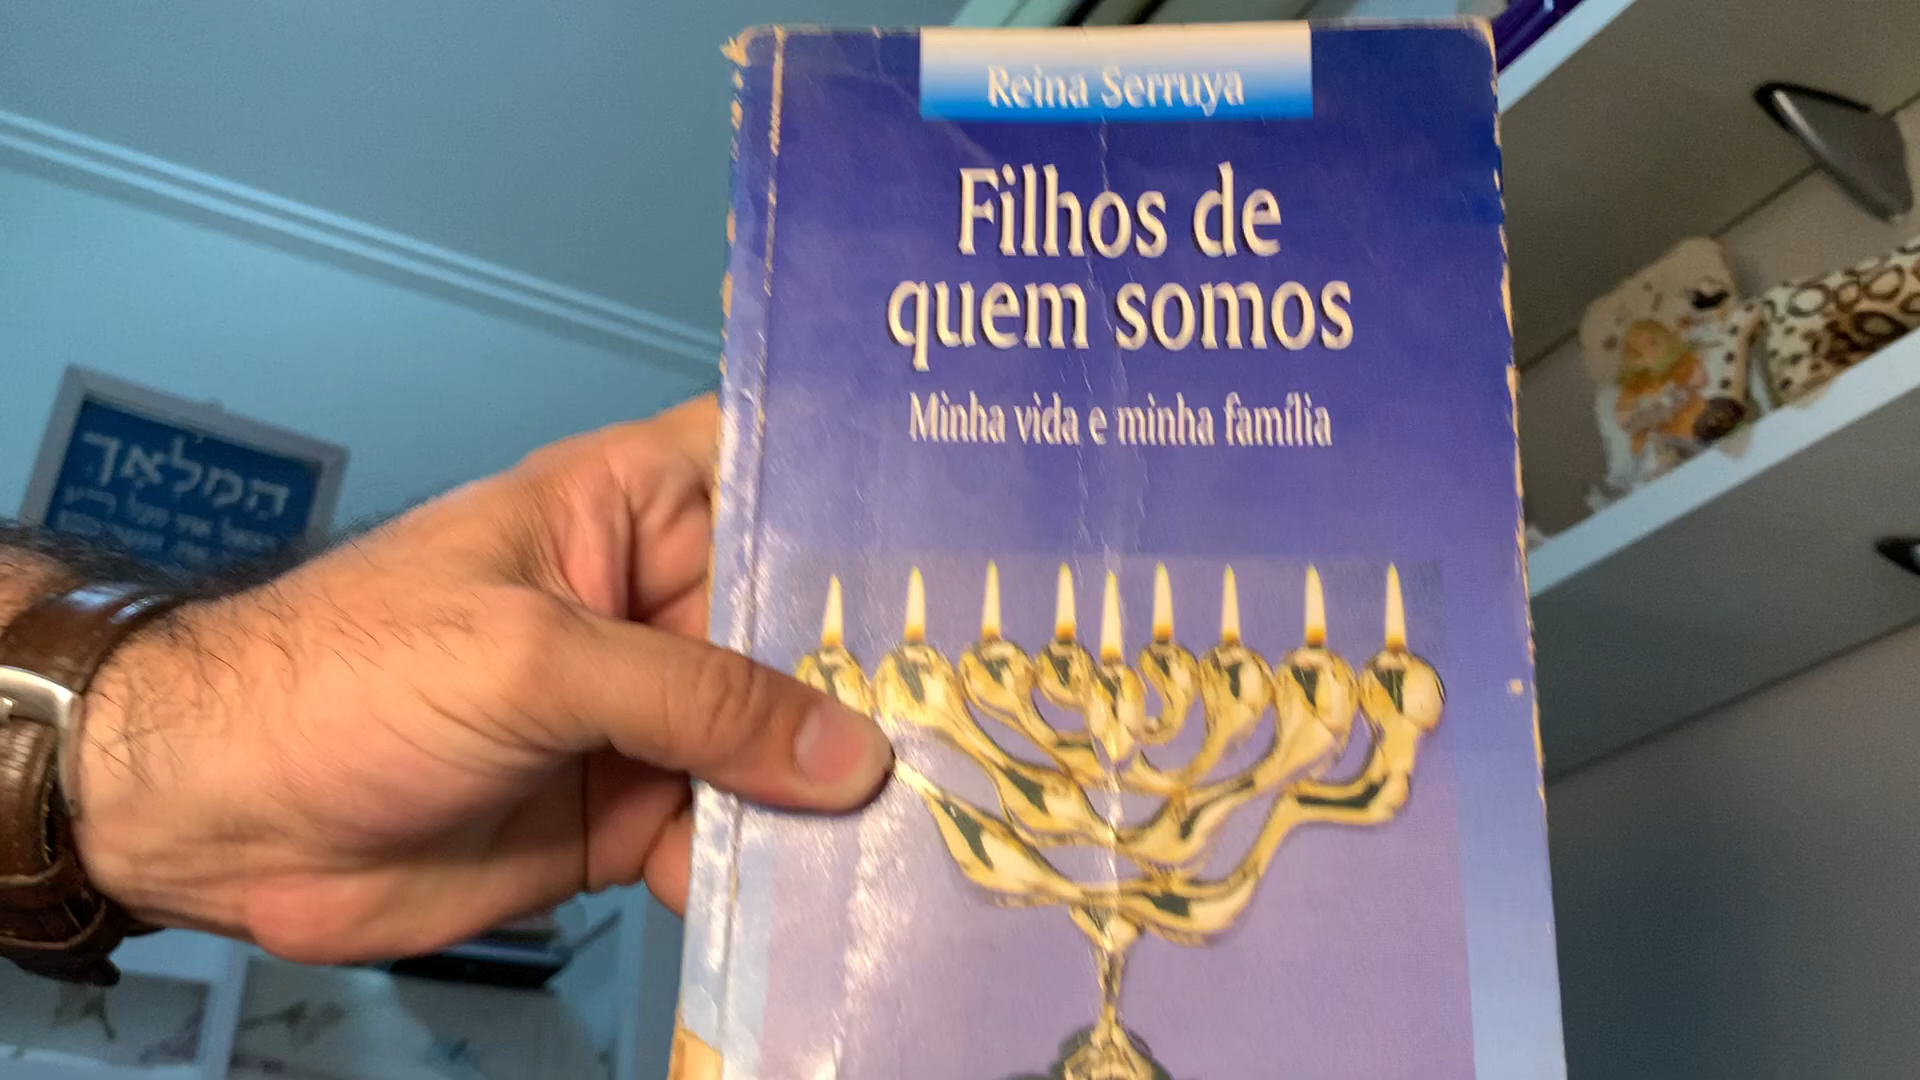 Reina Serruya
Filhos de
quem somos
Minha vida e minha família
המלאך